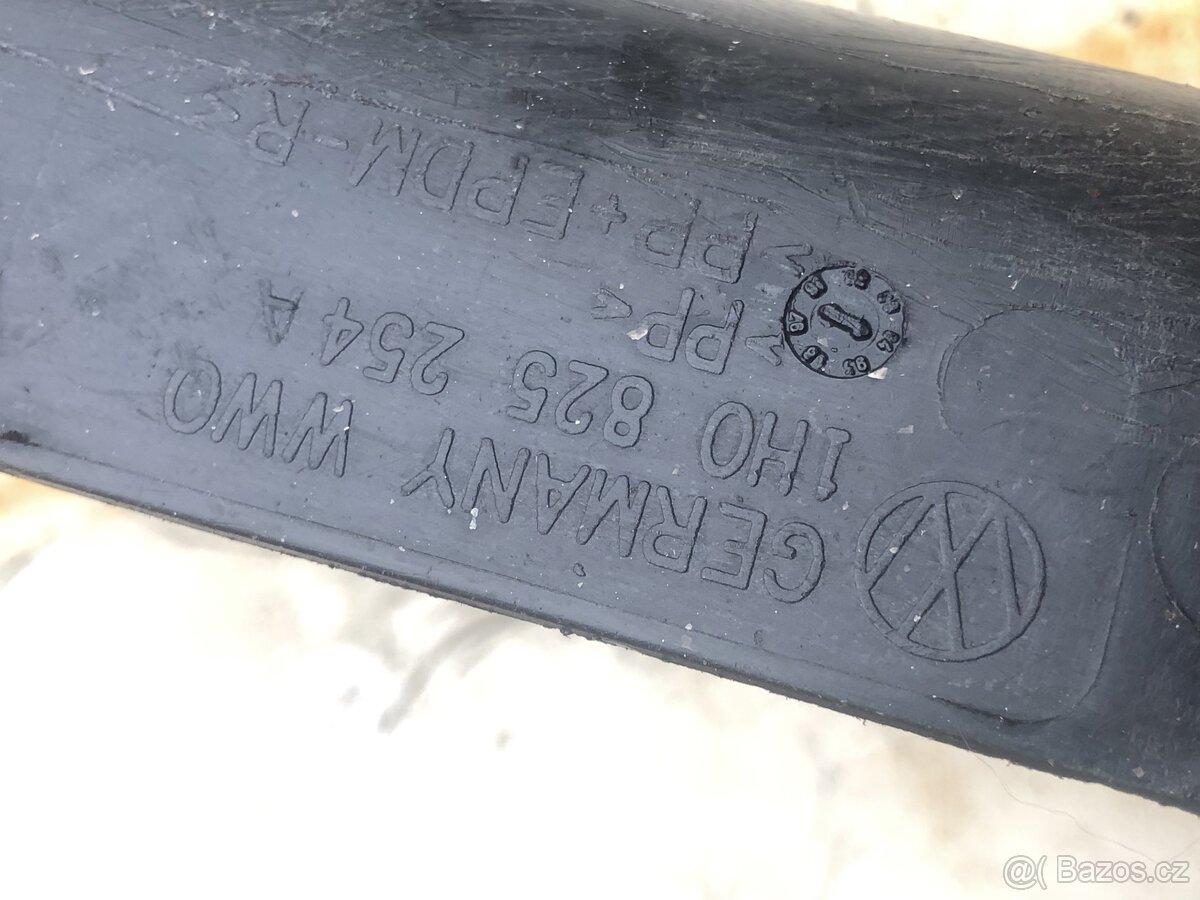 GERMANY WWO
1H0 825 254 A
>PP<
>PP+EPDM-R<
@( Bazos.cz